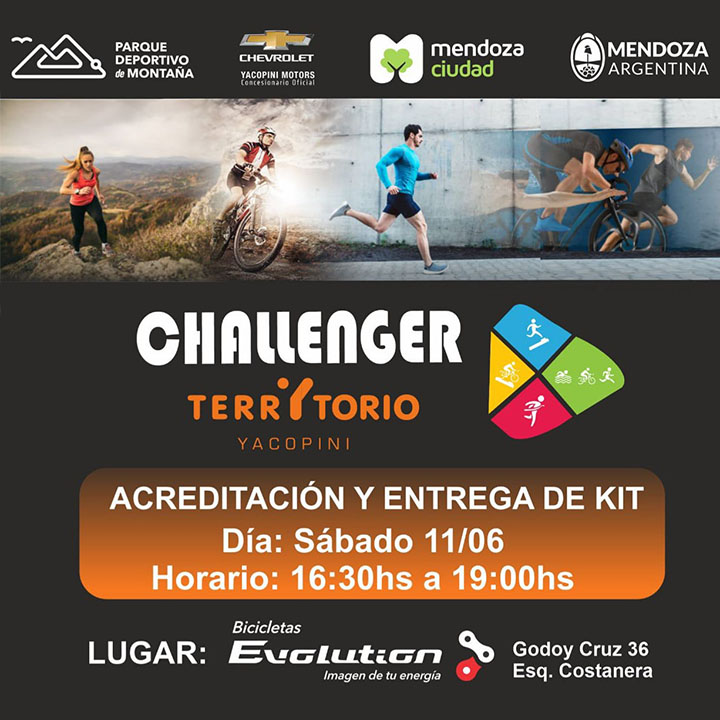 PARQUE
DEPORTIVO
de MONTAÑA
CHEVROLET
YACOPINI MOTORS
Concesionario Oficial
mendoza
ciudad
MENDOZA
ARGENTINA
CHALLENGER
TERRYTORIO
YACOPINI
ACREDITACIÓN Y ENTREGA DE KIT
Día: Sábado 11/06
Horario: 16:30hs a 19:00hs
LUGAR:
Bicicletas
Evolution
Imagen de tu energía
Godoy Cruz 36
Esq. Costanera